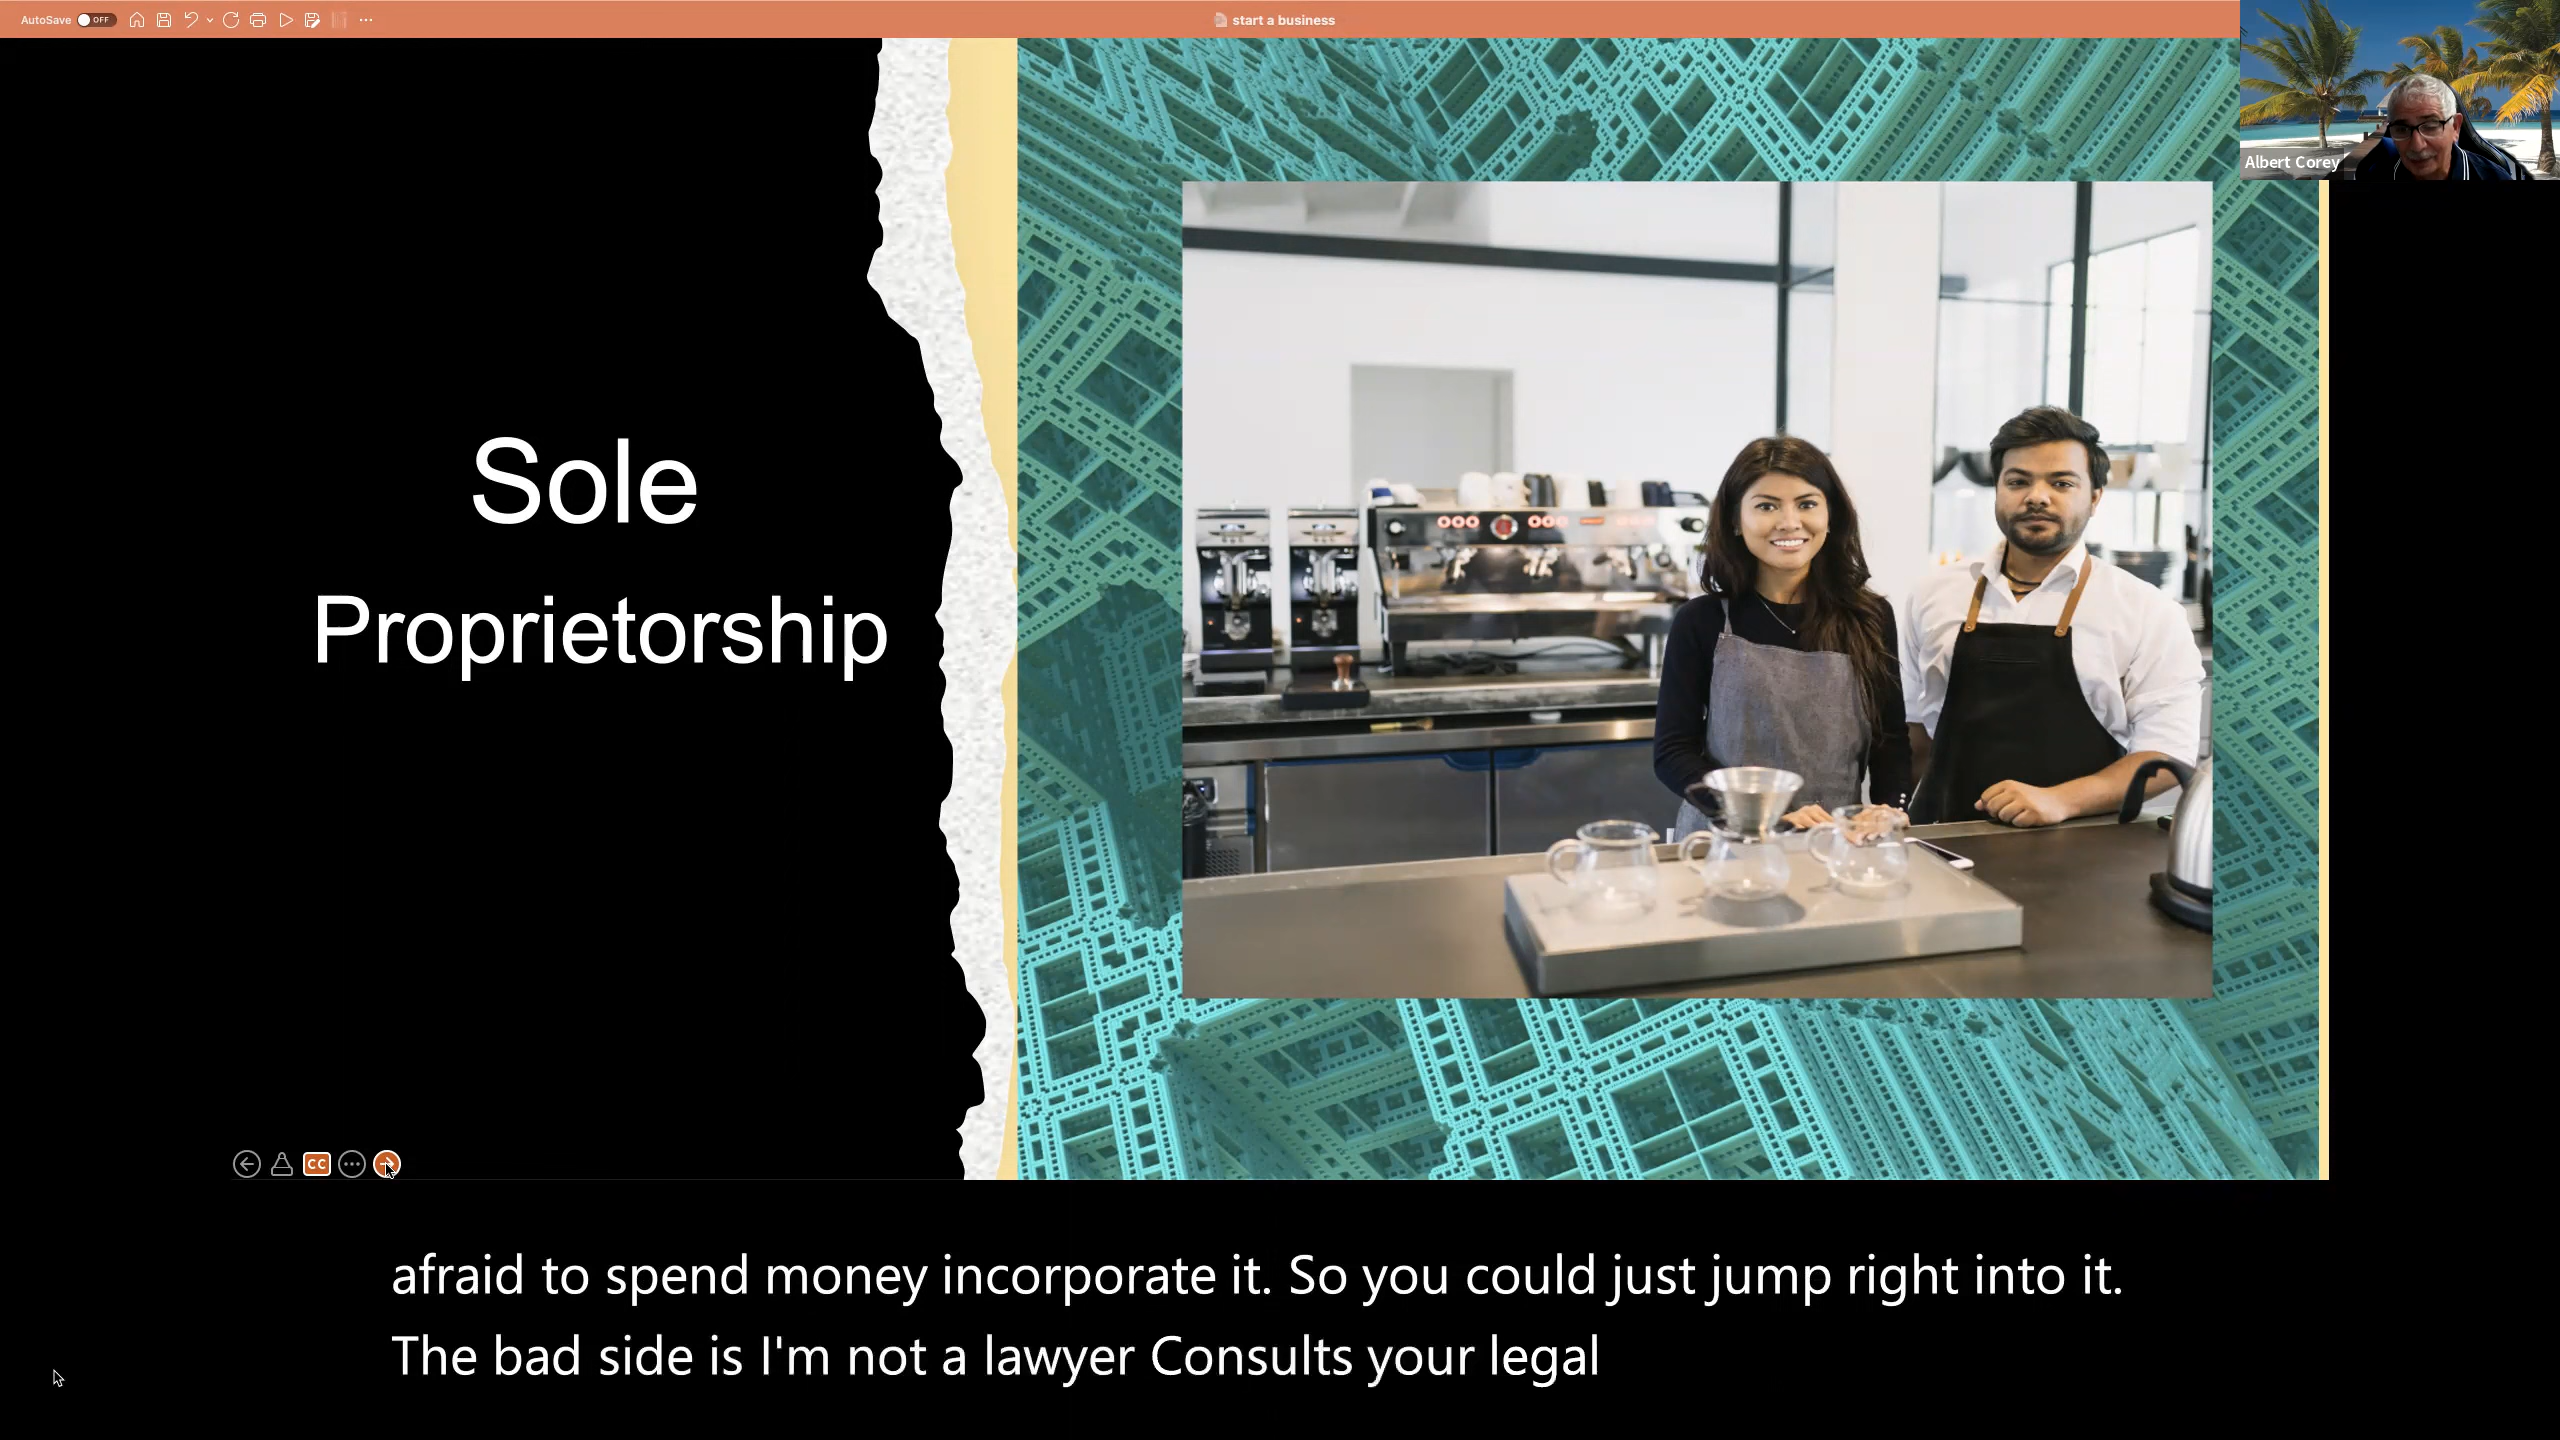 AutoSave OFF
start a business
Albert Corey
Sole
Proprietorship
CC
afraid to spend money incorporate it. So you could just jump right into it.
The bad side is I'm not a lawyer Consults your legal